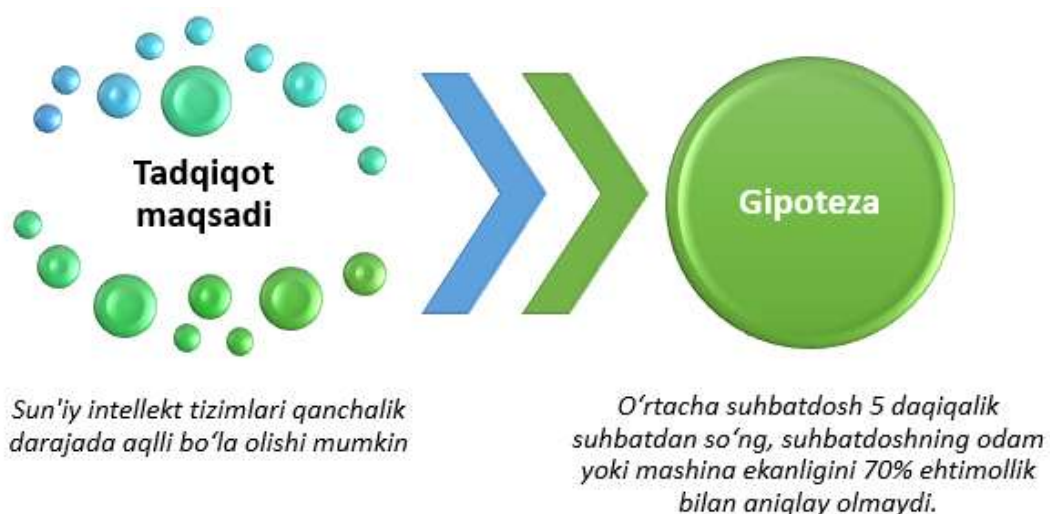 Tadqiqot
maqsadi
Gipoteza
Sun'iy intellekt tizimlari qanchalik
darajada aqlli bo‘la olishi mumkin
O‘rtacha suhbatdosh 5 daqiqalik
suhbatdan so‘ng, suhbatdoshning odam
yoki mashina ekanligini 70% ehtimollik
bilan aniqlay olmaydi.